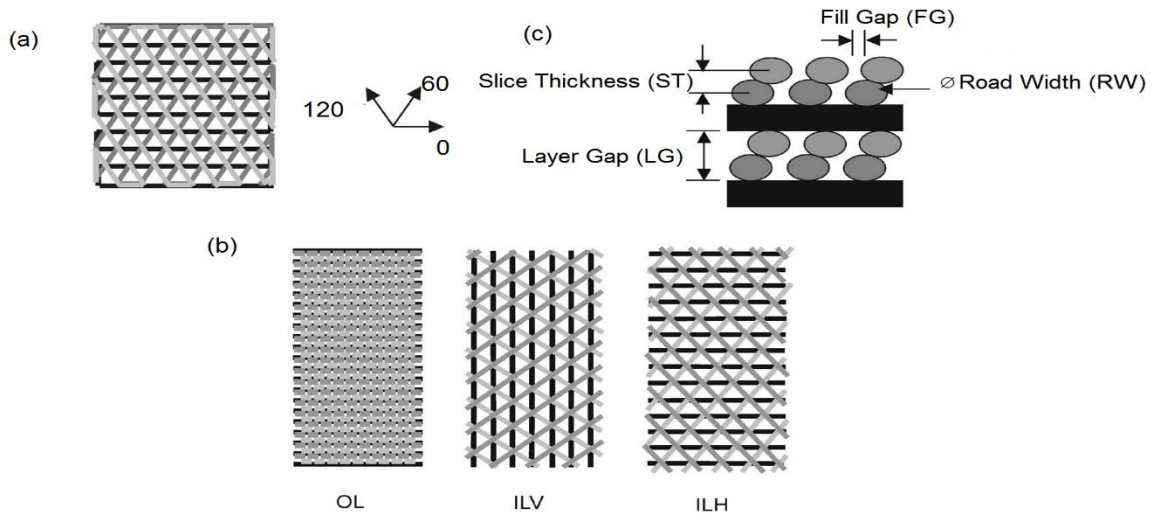 (a)
120
60
0
(c)
Fill Gap (FG)
Slice Thickness (ST)
∅ Road Width (RW)
Layer Gap (LG)
(b)
OL
ILV
ILH